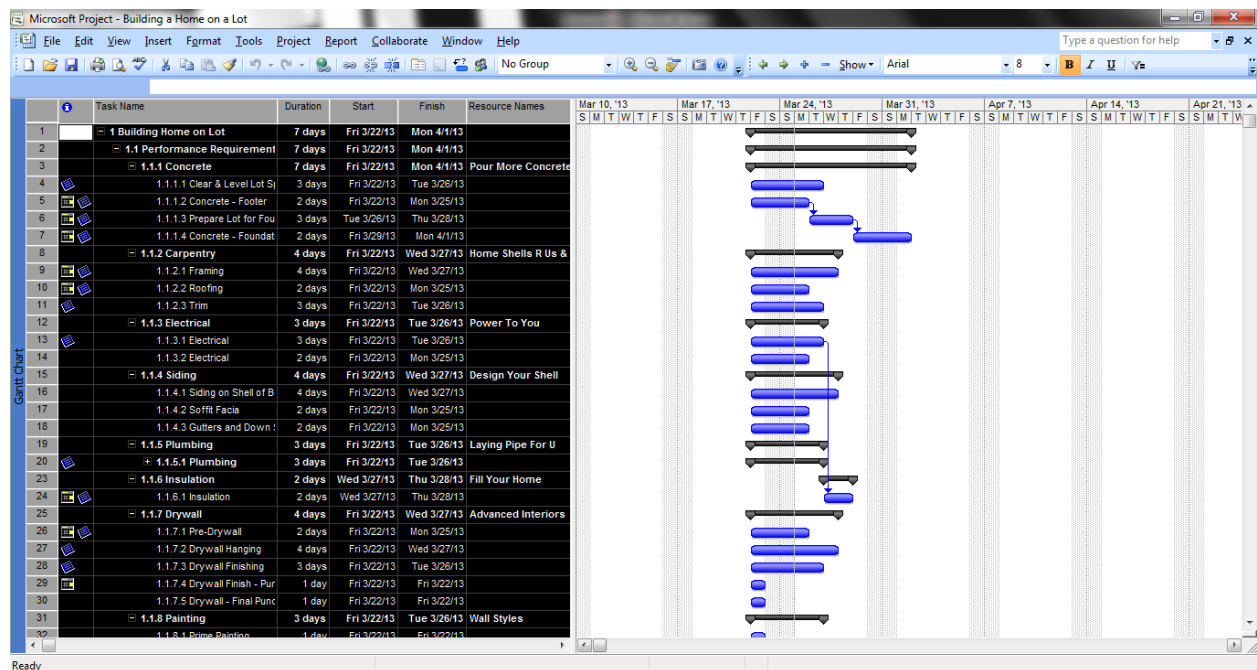 Microsoft Project - Building a Home on a Lot
File Edit View Insert Format Tools Project Report Collaborate Window Help Type a question for help
No Group Show Arial 8 B I U
Task Name Duration Start Finish Resource Names Mar 10, '13 Mar 17, '13 Mar 24, '13 Mar 31, '13 Apr 7, '13 Apr 14, '13 Apr 21, '13
S M T W T F S S M T W T F S S M T W T F S S M T W T F S S M T W T F S S M T W T F S S M T W
1 1 Building Home on Lot 7 days Fri 3/22/13 Mon 4/1/13
2 1.1 Performance Requirement 7 days Fri 3/22/13 Mon 4/1/13
3 1.1.1 Concrete 7 days Fri 3/22/13 Mon 4/1/13 Pour More Concrete
4 1.1.1.1 Clear & Level Lot Sp 3 days Fri 3/22/13 Tue 3/26/13
5 1.1.1.2 Concrete - Footer 2 days Fri 3/22/13 Mon 3/25/13
6 1.1.1.3 Prepare Lot for Fou 3 days Tue 3/26/13 Thu 3/28/13
7 1.1.1.4 Concrete - Foundat 2 days Fri 3/29/13 Mon 4/1/13
8 1.1.2 Carpentry 4 days Fri 3/22/13 Wed 3/27/13 Home Shells R Us &
9 1.1.2.1 Framing 4 days Fri 3/22/13 Wed 3/27/13
10 1.1.2.2 Roofing 2 days Fri 3/22/13 Mon 3/25/13
11 1.1.2.3 Trim 3 days Fri 3/22/13 Tue 3/26/13
12 1.1.3 Electrical 3 days Fri 3/22/13 Tue 3/26/13 Power To You
13 1.1.3.1 Electrical 3 days Fri 3/22/13 Tue 3/26/13
14 1.1.3.2 Electrical 2 days Fri 3/22/13 Mon 3/25/13
15 1.1.4 Siding 4 days Fri 3/22/13 Wed 3/27/13 Design Your Shell
16 1.1.4.1 Siding on Shell of B 4 days Fri 3/22/13 Wed 3/27/13
17 1.1.4.2 Soffit Facia 2 days Fri 3/22/13 Mon 3/25/13
18 1.1.4.3 Gutters and Down 2 days Fri 3/22/13 Mon 3/25/13
19 1.1.5 Plumbing 3 days Fri 3/22/13 Tue 3/26/13 Laying Pipe For U
20 1.1.5.1 Plumbing 3 days Fri 3/22/13 Tue 3/26/13
23 1.1.6 Insulation 2 days Wed 3/27/13 Thu 3/28/13 Fill Your Home
24 1.1.6.1 Insulation 2 days Wed 3/27/13 Thu 3/28/13
25 1.1.7 Drywall 4 days Fri 3/22/13 Wed 3/27/13 Advanced Interiors
26 1.1.7.1 Pre-Drywall 2 days Fri 3/22/13 Mon 3/25/13
27 1.1.7.2 Drywall Hanging 4 days Fri 3/22/13 Wed 3/27/13
28 1.1.7.3 Drywall Finishing 3 days Fri 3/22/13 Tue 3/26/13
29 1.1.7.4 Drywall Finish - Pur 1 day Fri 3/22/13 Fri 3/22/13
30 1.1.7.5 Drywall - Final Punc 1 day Fri 3/22/13 Fri 3/22/13
31 1.1.8 Painting 3 days Fri 3/22/13 Tue 3/26/13 Wall Styles
32 1.1.8.1 Prime Painting 1 day Fri 3/22/13 Fri 3/22/13
Gantt Chart
Ready